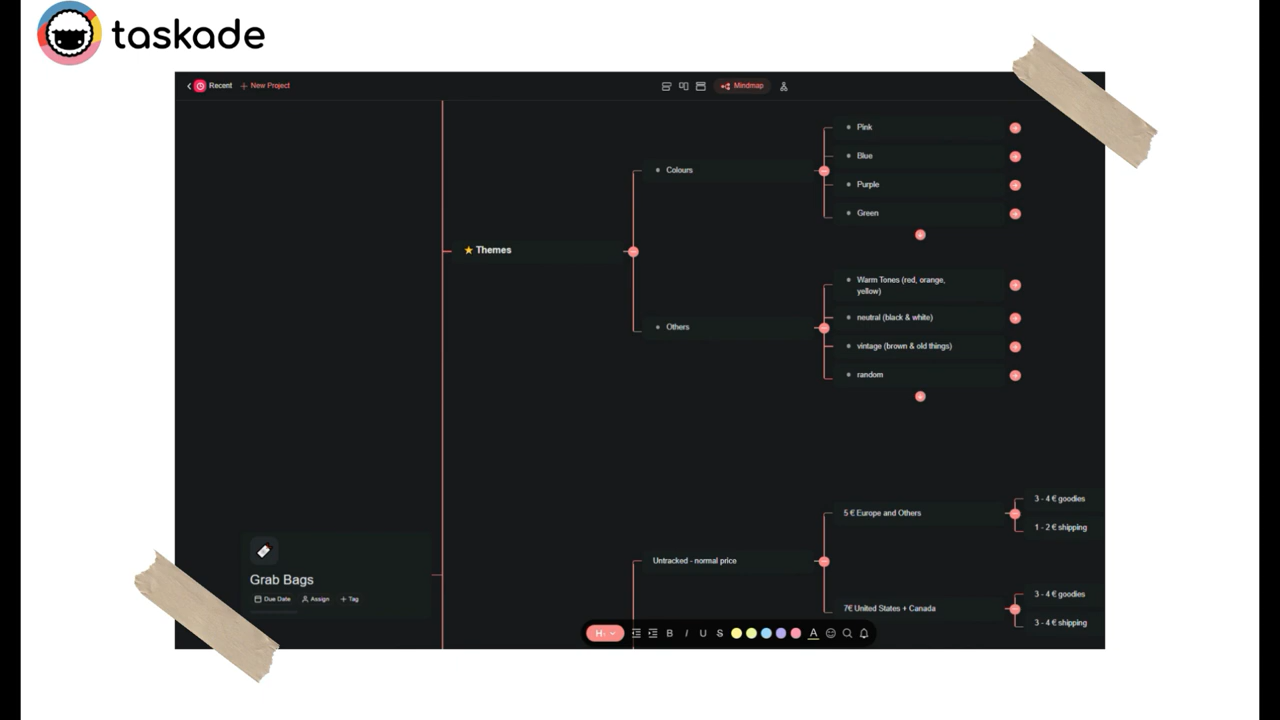 taskade
Recent
+ New Project
Mindmap
Pink
Blue
Colours
Purple
Green
★ Themes
Warm Tones (red, orange,
yellow)
neutral (black & white)
Others
vintage (brown & old things)
random
3 - 4 € goodies
5 € Europe and Others
1 - 2 € shipping
Untracked - normal price
Grab Bags
Due Date
Assign
+ Tag
3 - 4 € goodies
7€ United States + Canada
3 - 4 € shipping
H1
B I U S A